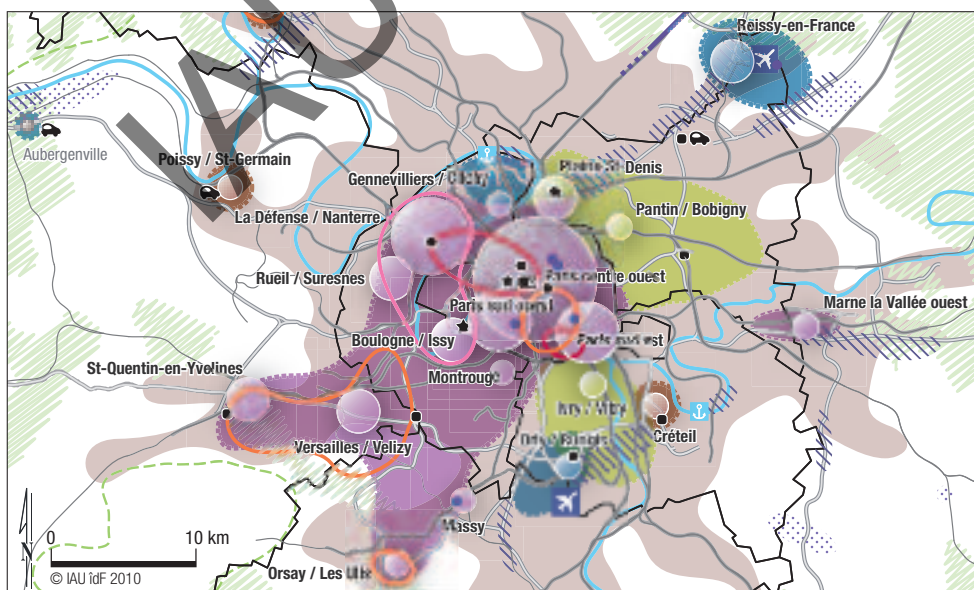 IAU
Roissy-en-France
Aubergenville
Poissy / St-Germain
Gennevilliers / Clichy
Plaine St-Denis
La Défense / Nanterre
Pantin / Bobigny
Rueil / Suresnes
Paris centre ouest
Paris sud ouest
Marne la Vallée ouest
Boulogne / Issy
Paris sud est
St-Quentin-en-Yvelines
Montrouge
Ivry / Vitry
Créteil
Versailles / Velizy
Orly / Rungis
Massy
Orsay / Les Ulis
N
0 10 km
© IAU îdF 2010